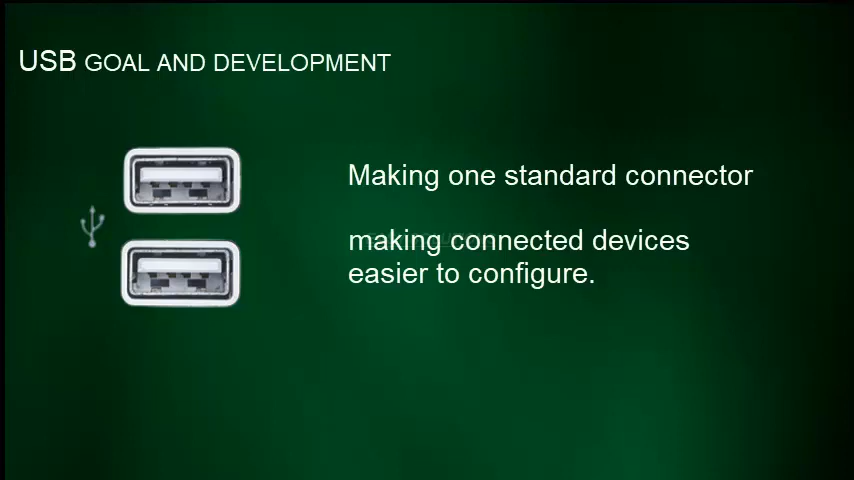 USB GOAL AND DEVELOPMENT
Making one standard connector
making connected devices
easier to configure.